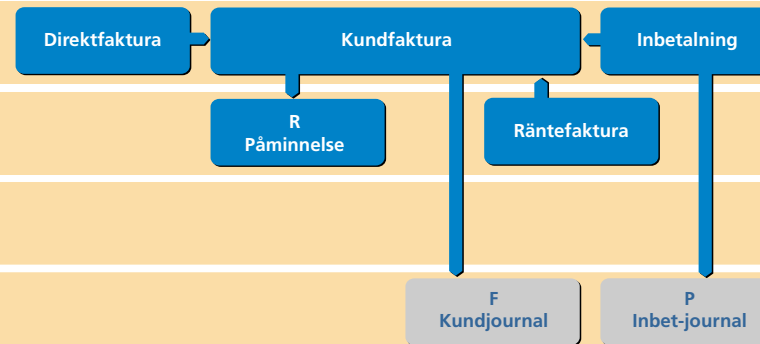 Direktfaktura
Kundfaktura
Inbetalning
R
Påminnelse
Räntefaktura
F
Kundjournal
P
Inbet-journal